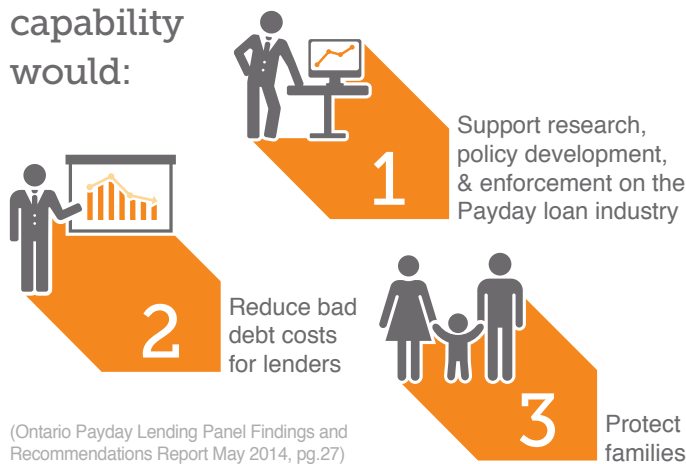 capability
would:
1
Support research,
policy development,
& enforcement on the
Payday loan industry
2
Reduce bad
debt costs
for lenders
3
Protect
families
(Ontario Payday Lending Panel Findings and
Recommendations Report May 2014, pg.27)